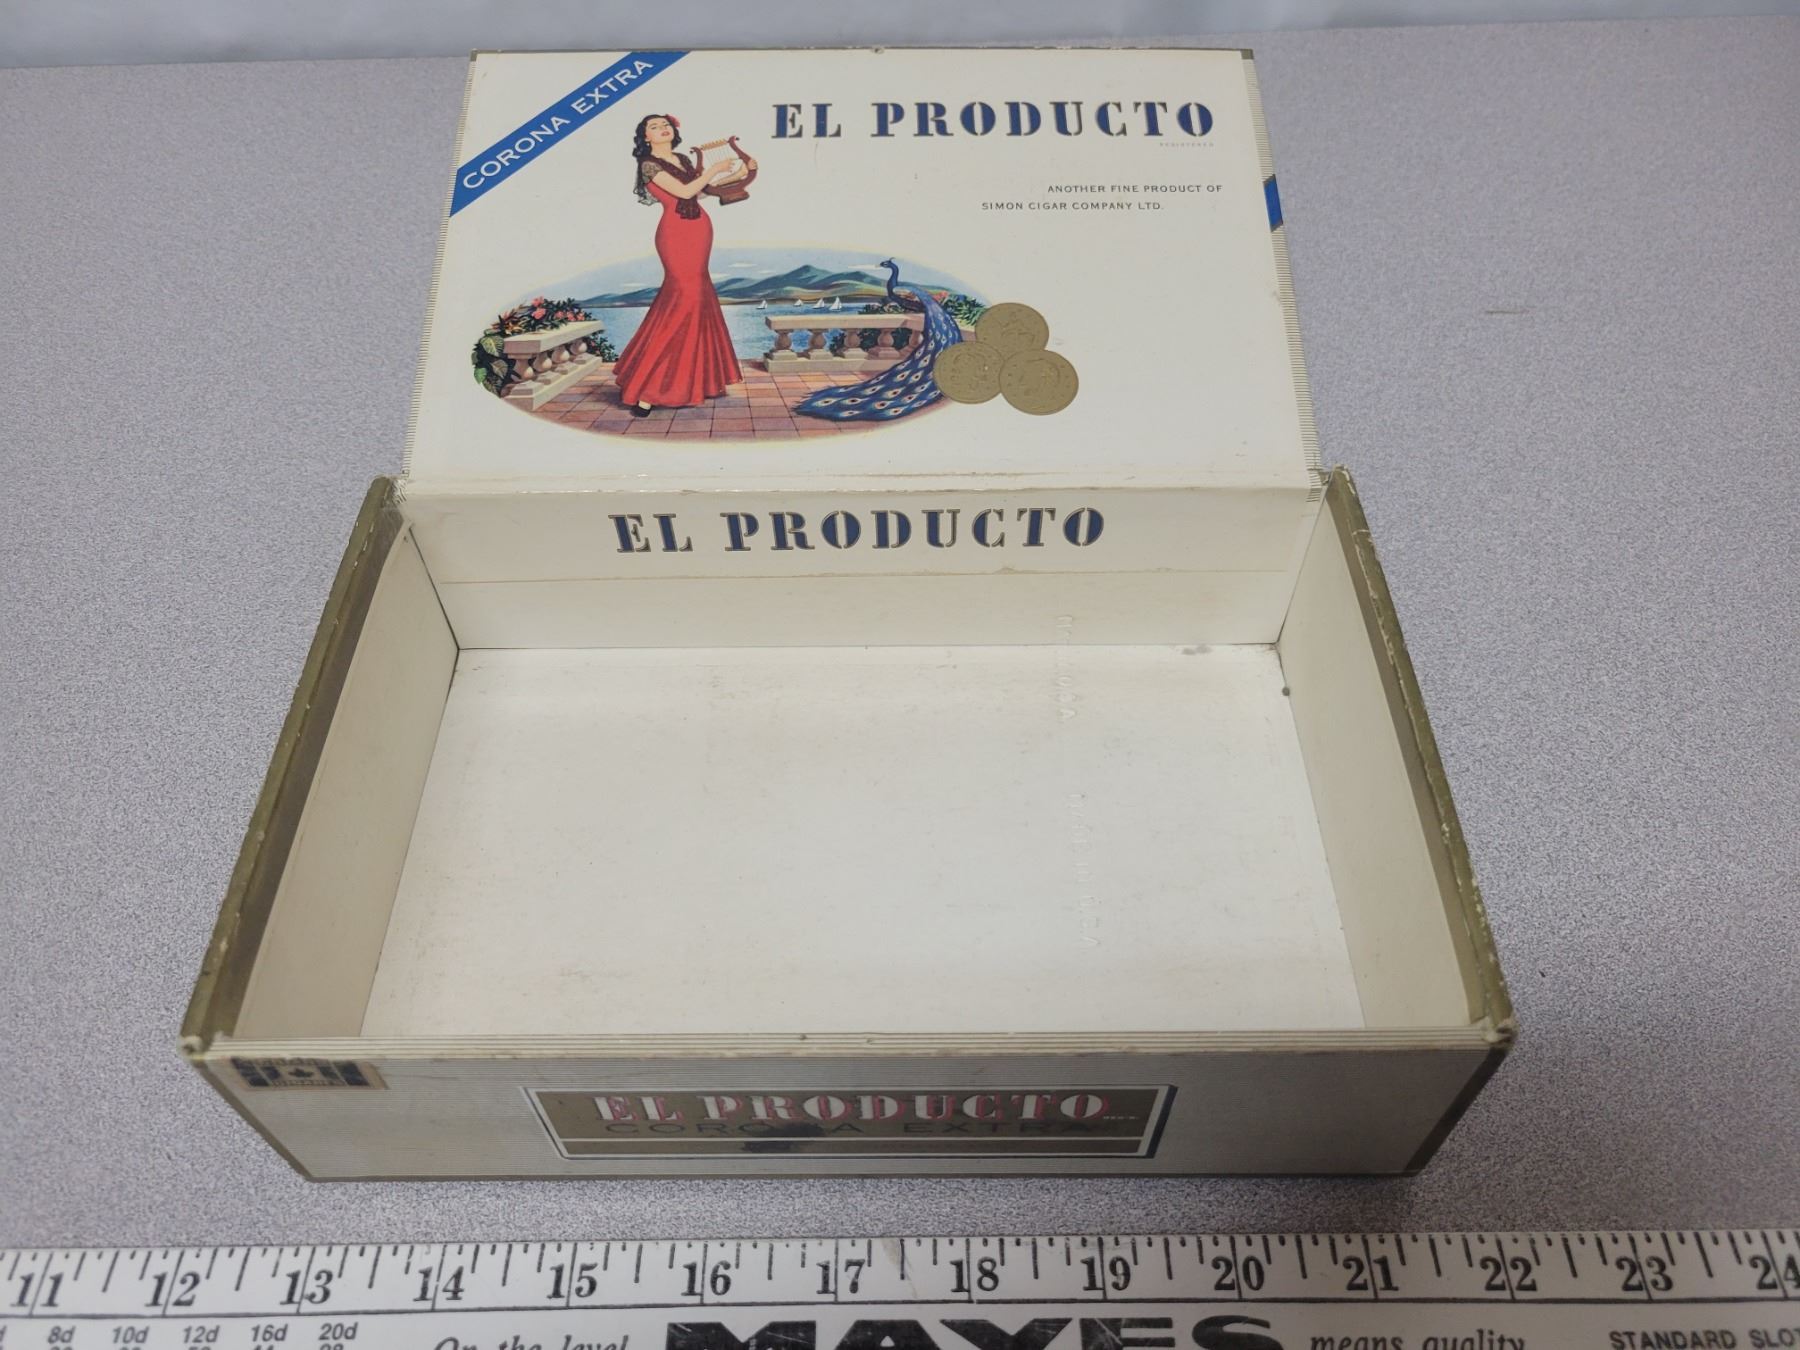 CORONA EXTRA
EL PRODUCTO
REGISTERED
ANOTHER FINE PRODUCT OF
SIMON CIGAR COMPANY LTD.
EL PRODUCTO
EL PRODUCTO
CORONA EXTRA
11 12 13 14 15 16 17 18 19 20 21 22 23 24
8d 10d 12d 16d 20d
On the level MAYES means quality STANDARD